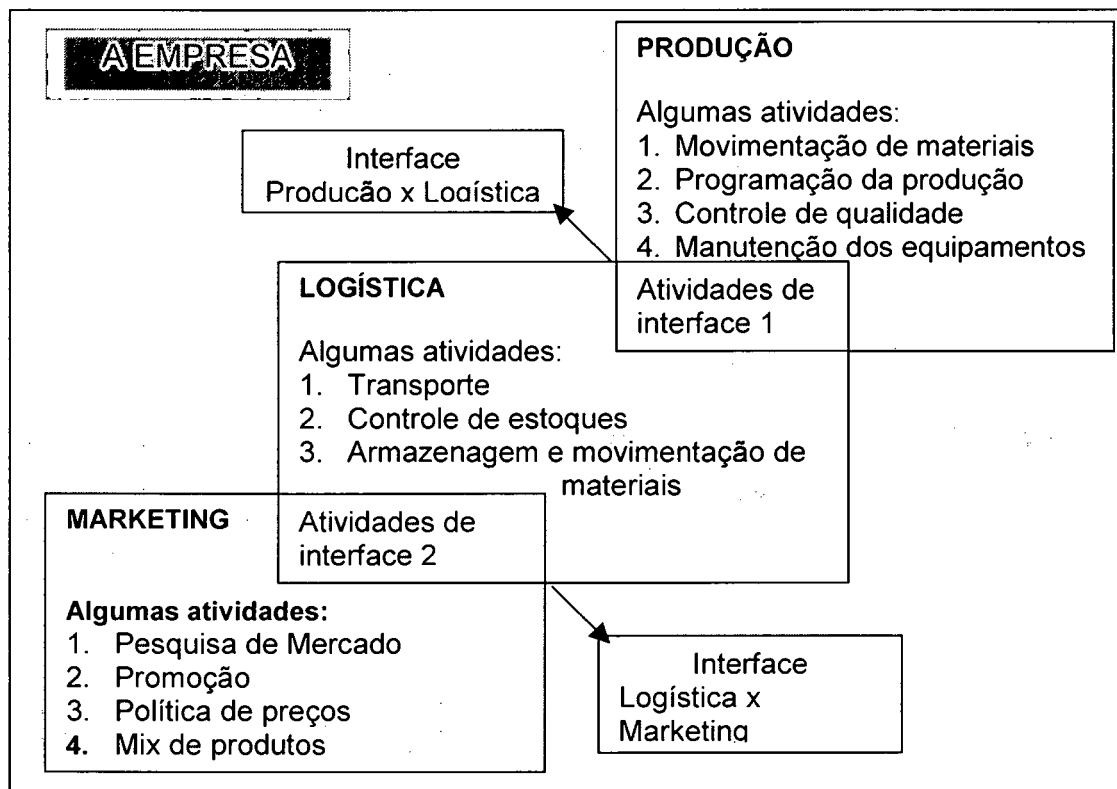 A EMPRESA
PRODUÇÃO
Algumas atividades:
1. Movimentação de materiais
2. Programação da produção
3. Controle de qualidade
4. Manutenção dos equipamentos
Interface
Produção x Logística
Atividades de
interface 1
LOGÍSTICA
Algumas atividades:
1. Transporte
2. Controle de estoques
3. Armazenagem e movimentação de
materiais
Atividades de
interface 2
MARKETING
Algumas atividades:
1. Pesquisa de Mercado
2. Promoção
3. Política de preços
4. Mix de produtos
Interface
Logística x
Marketing